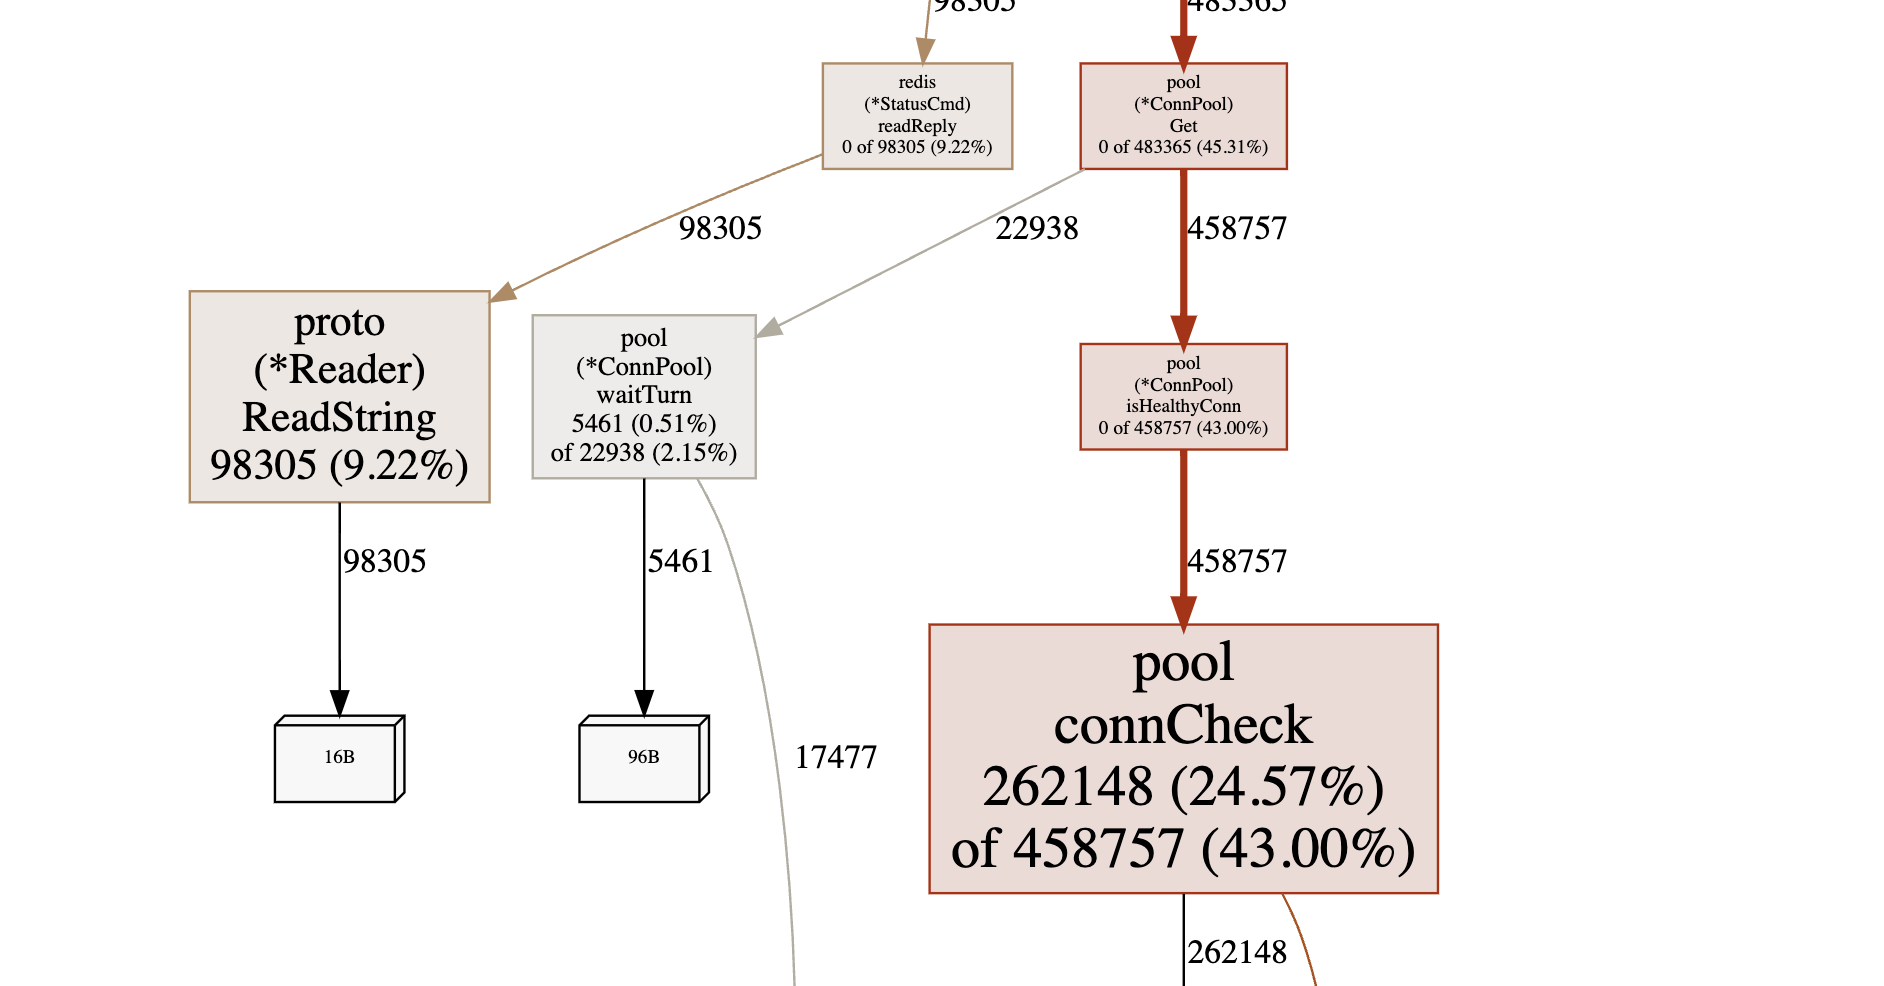 redis
(*StatusCmd)
readReply
0 of 98305 (9.22%)
pool
(*ConnPool)
Get
0 of 483365 (45.31%)
98305
22938
458757
proto
(*Reader)
ReadString
98305 (9.22%)
pool
(*ConnPool)
waitTurn
5461 (0.51%)
of 22938 (2.15%)
pool
(*ConnPool)
isHealthyConn
0 of 458757 (43.00%)
98305
5461
458757
16B
96B
17477
pool
connCheck
262148 (24.57%)
of 458757 (43.00%)
262148